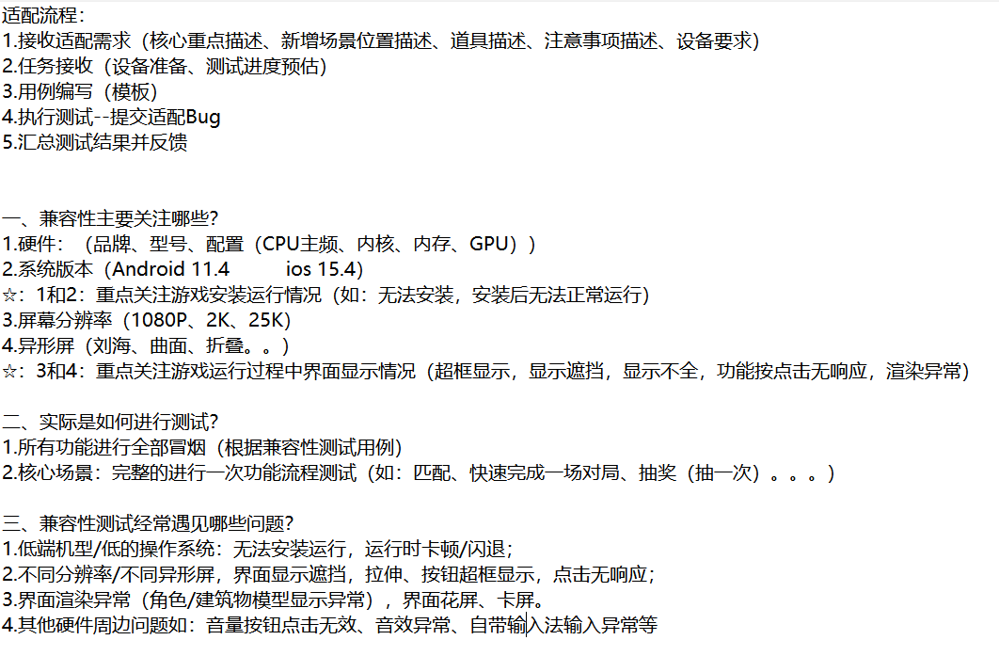 适配流程：
1.接收适配需求（核心重点描述、新增场景位置描述、道具描述、注意事项描述、设备要求）
2.任务接收（设备准备、测试进度预估）
3.用例编写（模板）
4.执行测试--提交适配Bug
5.汇总测试结果并反馈
一、兼容性主要关注哪些？
1.硬件：（品牌、型号、配置（CPU主频、内核、内存、GPU））
2.系统版本（Android 11.4 ios 15.4）
☆：1和2：重点关注游戏安装运行情况（如：无法安装，安装后无法正常运行）
3.屏幕分辨率（1080P、2K、25K）
4.异形屏（刘海、曲面、折叠。。）
☆：3和4：重点关注游戏运行过程中界面显示情况（超框显示，显示遮挡，显示不全，功能按点击无响应，渲染异常）
二、实际是如何进行测试？
1.所有功能进行全部冒烟（根据兼容性测试用例）
2.核心场景：完整的进行一次功能流程测试（如：匹配、快速完成一场对局、抽奖（抽一次）。。。）
三、兼容性测试经常遇见哪些问题？
1.低端机型/低的操作系统：无法安装运行，运行时卡顿/闪退；
2.不同分辨率/不同异形屏，界面显示遮挡，拉伸、按钮超框显示，点击无响应；
3.界面渲染异常（角色/建筑物模型显示异常），界面花屏、卡屏。
4.其他硬件周边问题如：音量按钮点击无效、音效异常、自带输入法输入异常等